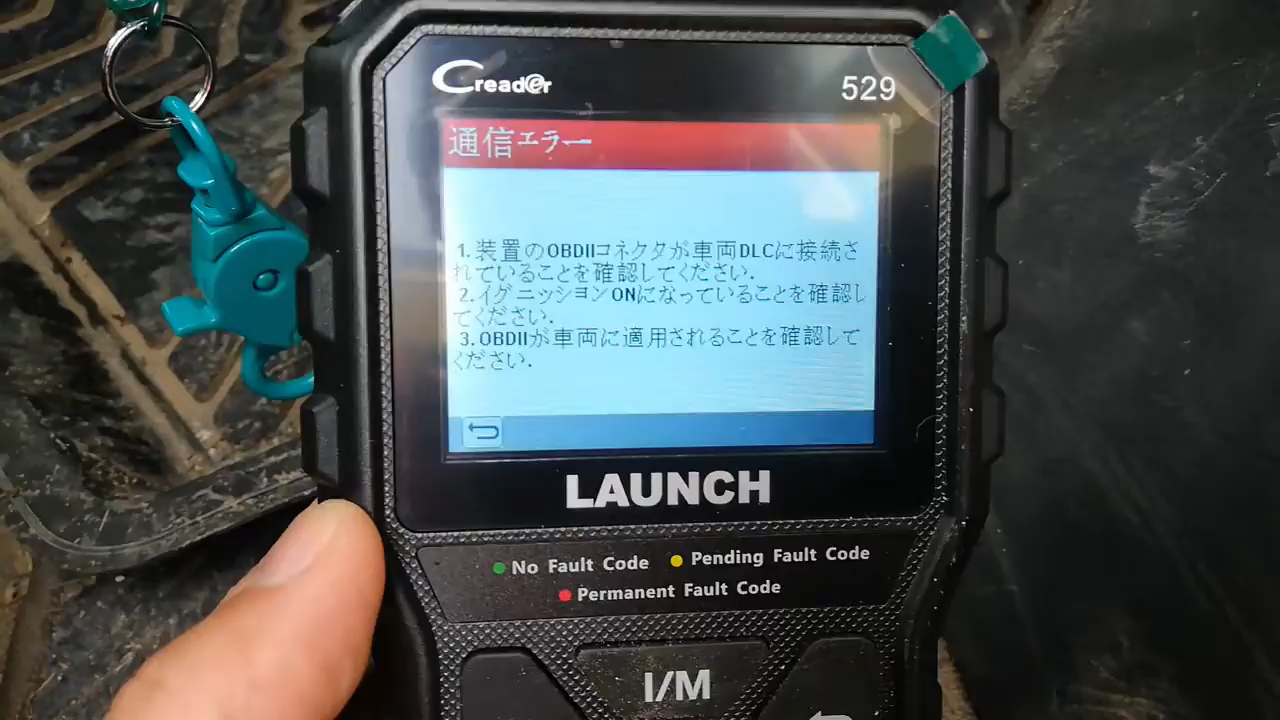 Creader
529
通信エラー
1.装置のOBDIIコネクタが車両DLCに接続さ
れていることを確認してください.
2.イグニッションONになっていることを確認し
てください.
3.OBDIIが車両に適用されることを確認して
ください.
LAUNCH
No Fault Code
Pending Fault Code
Permanent Fault Code
I/M